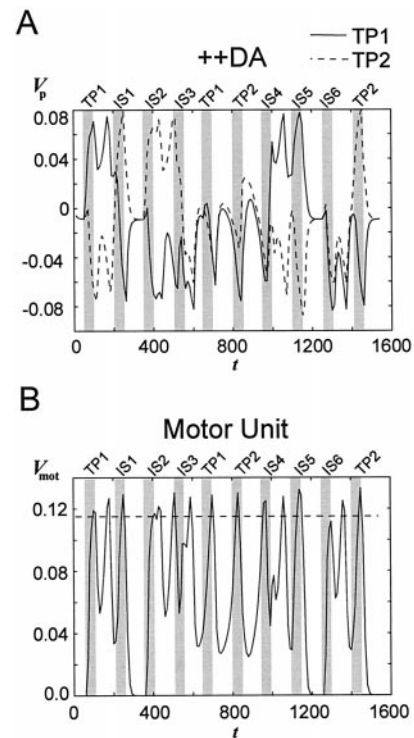 A
++DA
TP1
TP2
Vp
TP1 IS1 IS2 IS3 TP1 TP2 IS4 IS5 IS6 TP2
0.08
0.04
0
-0.04
-0.08
0 400 800 1200 1600
t
B
Motor Unit
Vmot
TP1 IS1 IS2 IS3 TP1 TP2 IS4 IS5 IS6 TP2
0.12
0.08
0.04
0.0
0 400 800 1200 1600
t